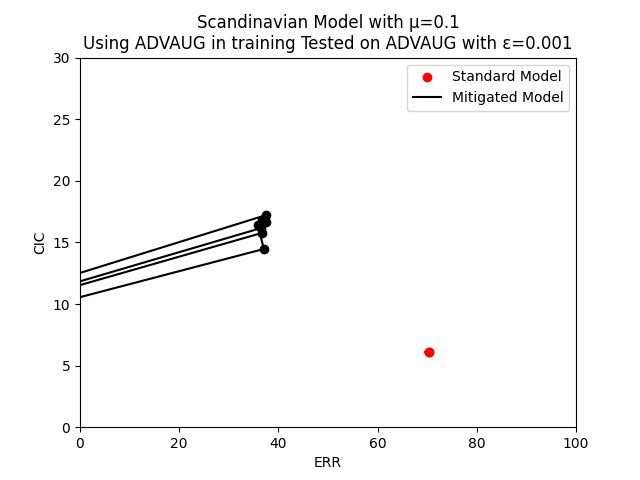 Scandinavian Model with μ=0.1
Using ADVAUG in training Tested on ADVAUG with ε=0.001
30
25
20
15
10
5
0
CIC
Standard Model
Mitigated Model
0 20 40 60 80 100
ERR